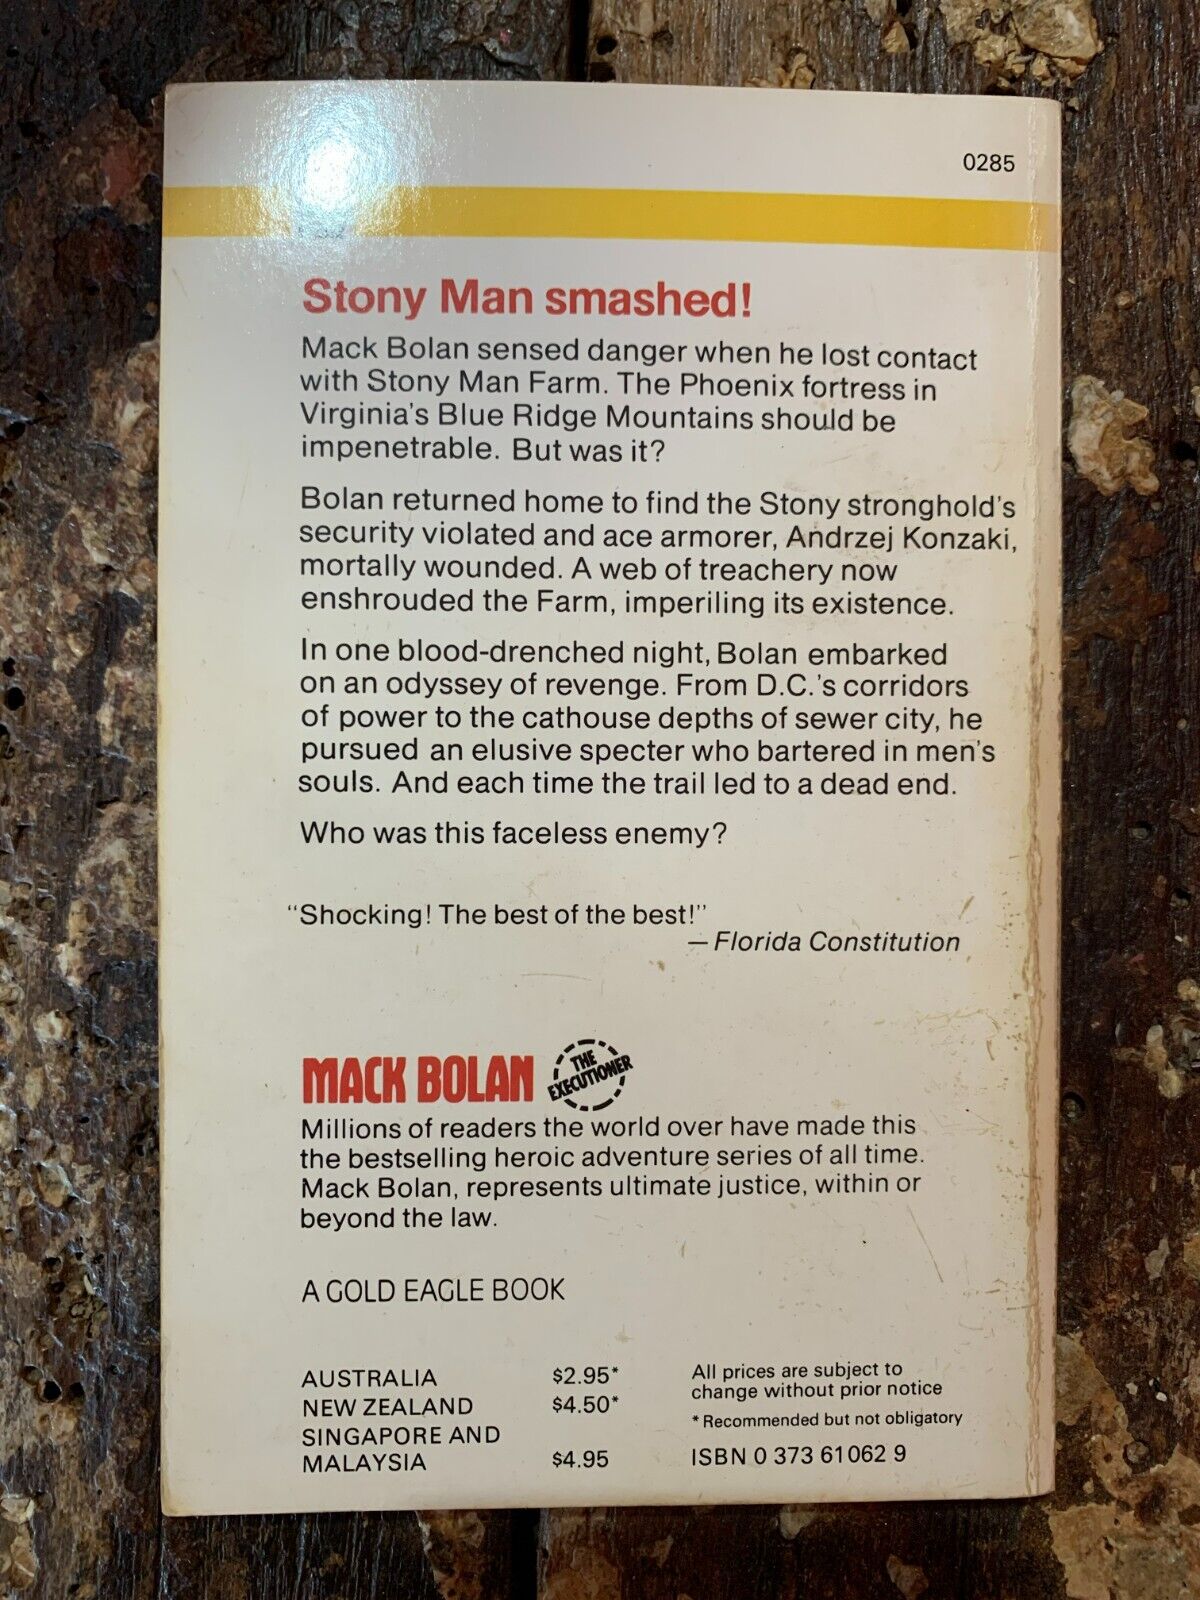 0285
Stony Man smashed!
Mack Bolan sensed danger when he lost contact
with Stony Man Farm. The Phoenix fortress in
Virginia's Blue Ridge Mountains should be
impenetrable. But was it?
Bolan returned home to find the Stony stronghold's
security violated and ace armorer, Andrzej Konzaki,
mortally wounded. A web of treachery now
enshrouded the Farm, imperiling its existence.
In one blood-drenched night, Bolan embarked
on an odyssey of revenge. From D.C.'s corridors
of power to the cathouse depths of sewer city, he
pursued an elusive specter who bartered in men's
souls. And each time the trail led to a dead end.
Who was this faceless enemy?
"Shocking! The best of the best!"
— Florida Constitution
MACK BOLAN THE EXECUTIONER
Millions of readers the world over have made this
the bestselling heroic adventure series of all time.
Mack Bolan, represents ultimate justice, within or
beyond the law.
A GOLD EAGLE BOOK
AUSTRALIA $2.95*
NEW ZEALAND $4.50*
SINGAPORE AND
MALAYSIA $4.95
All prices are subject to
change without prior notice
*Recommended but not obligatory
ISBN 0 373 61062 9